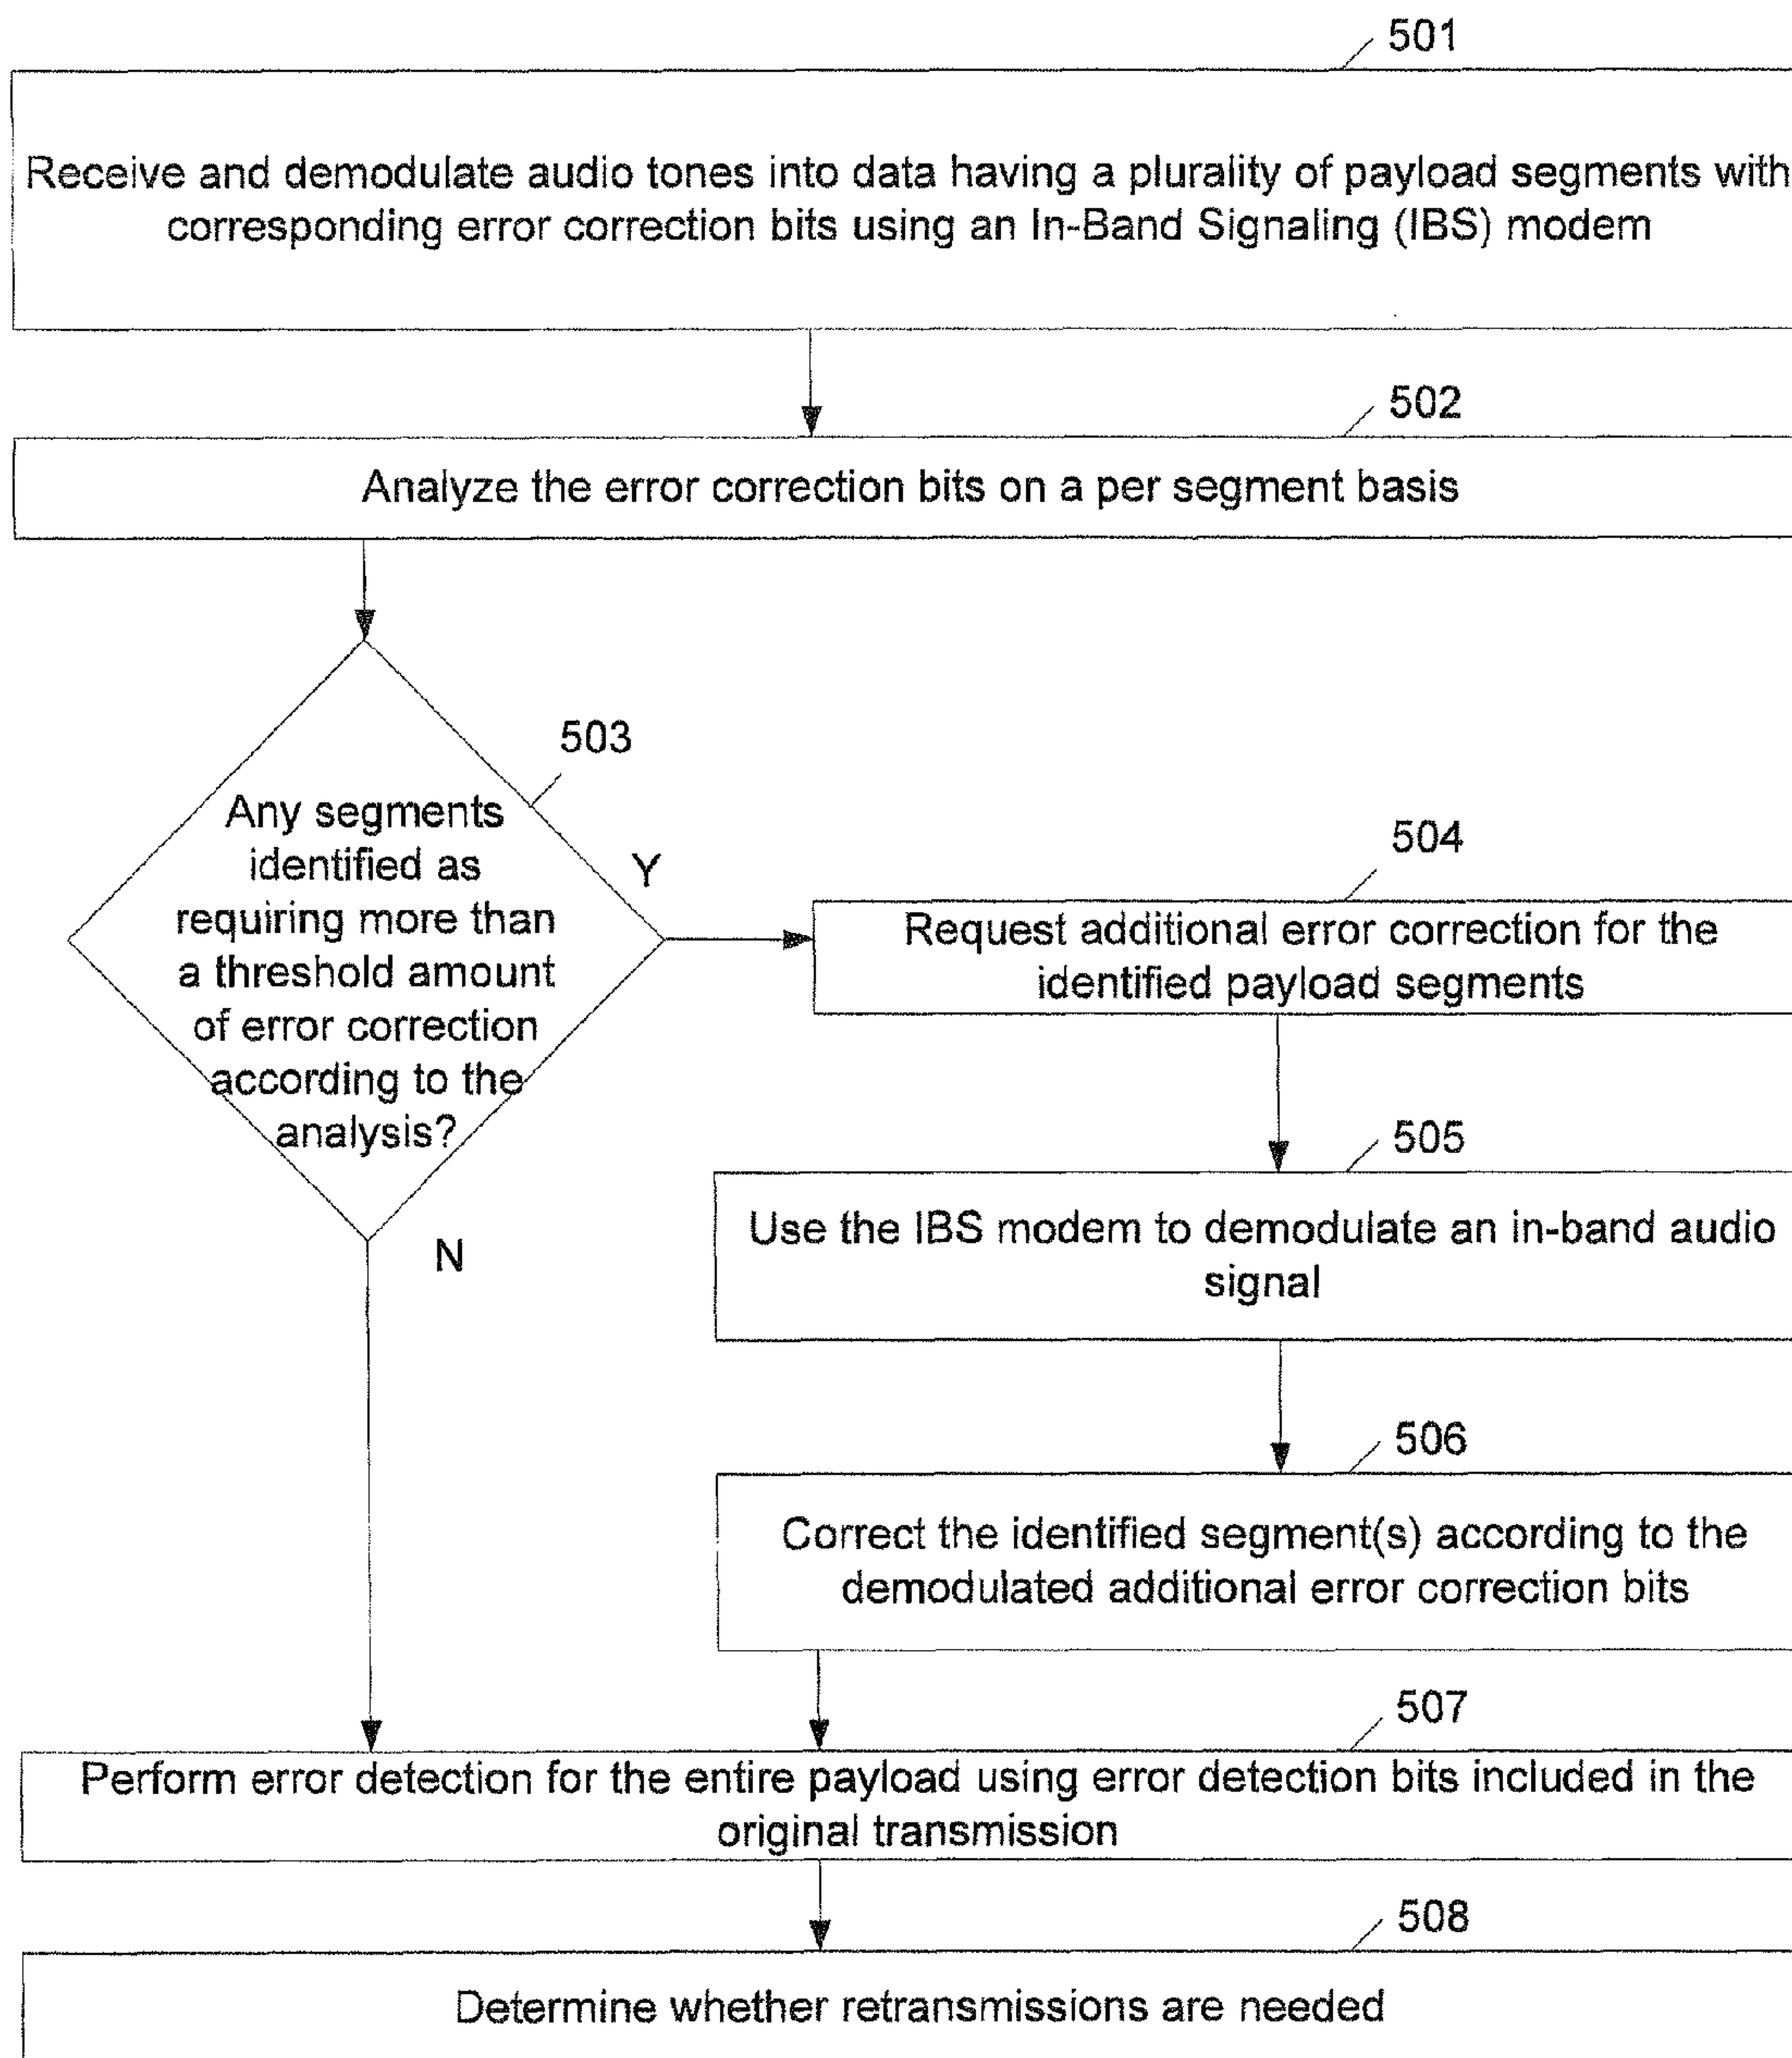 501
Receive and demodulate audio tones into data having a plurality of payload segments with
corresponding error correction bits using an In-Band Signaling (IBS) modem
502
Analyze the error correction bits on a per segment basis
503
Any segments
identified as
requiring more than
a threshold amount
of error correction
according to the
analysis?
Y
N
504
Request additional error correction for the
identified payload segments
505
Use the IBS modem to demodulate an in-band audio
signal
506
Correct the identified segment(s) according to the
demodulated additional error correction bits
507
Perform error detection for the entire payload using error detection bits included in the
original transmission
508
Determine whether retransmissions are needed